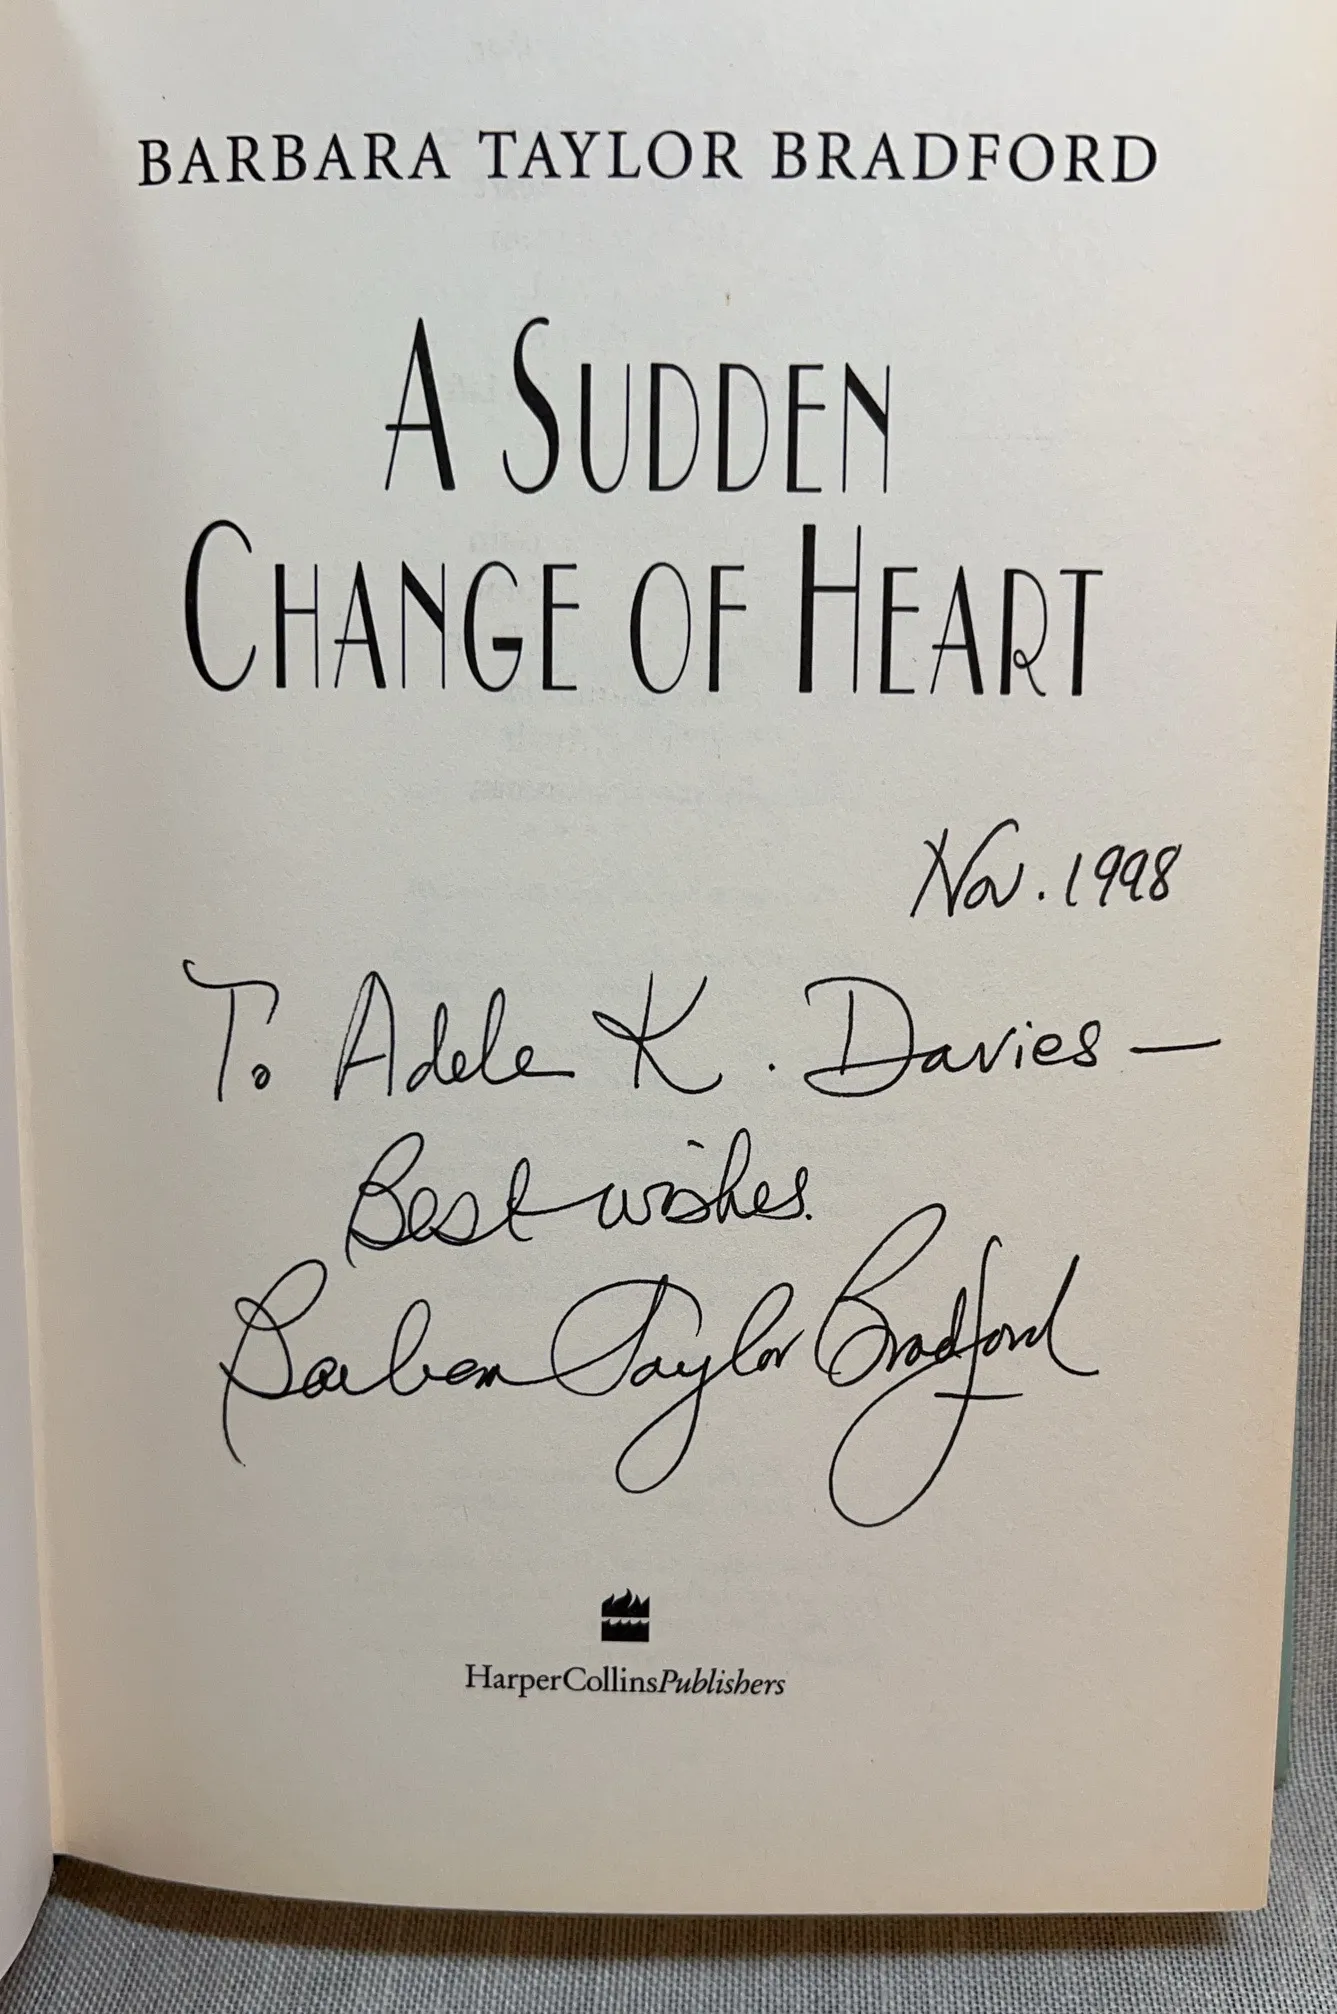 BARBARA TAYLOR BRADFORD
A SUDDEN
CHANGE OF HEART
Nov. 1998
To Adele K. Davies —
Best wishes.
Barbara Taylor Bradford
HarperCollinsPublishers